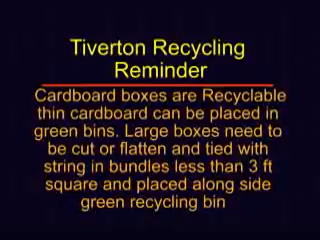 Tiverton Recycling
Reminder
Cardboard boxes are Recyclable
thin cardboard can be placed in
green bins. Large boxes need to
be cut or flatten and tied with
string in bundles less than 3 ft
square and placed along side
green recycling bin